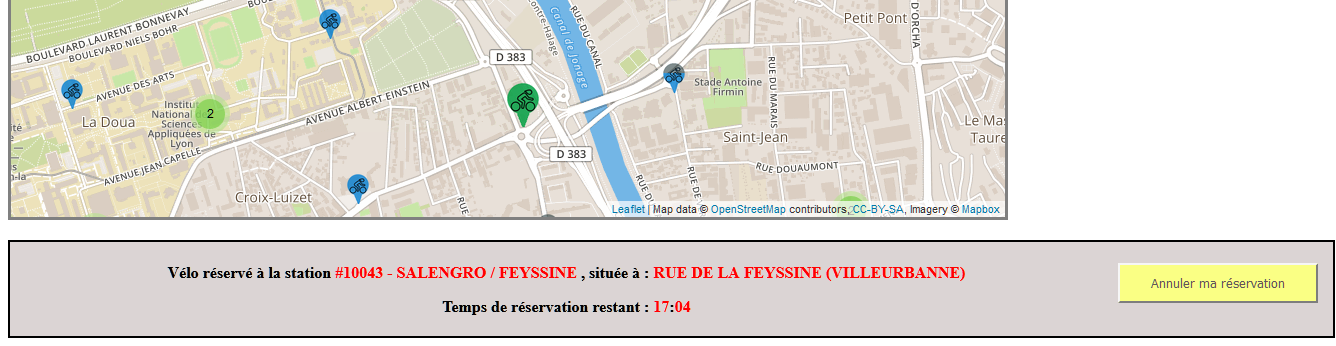 BOULEVARD LAURENT BONNEVAY
BOULEVARD NIELS BOHR
AVENUE DES ARTS
La Doua
2
Institut
National des
Sciences
Appliquées de
Lyon
AVENUE ALBERT EINSTEIN
AVENUE JEAN CAPELLE
Croix-Luizet
D 383
D 383
Canal de Jonage
RUE DU CANAL
Petit Pont
D'ORCHA
Stade Antoine
Firmin
RUE DU MARAIS
Saint-Jean
RUE DOUAUMONT
Le Mas
Taure
RUE D
RUE DE
Leaflet | Map data © OpenStreetMap contributors, CC-BY-SA, Imagery © Mapbox
Vélo réservé à la station #10043 - SALENGRO / FEYSSINE , située à : RUE DE LA FEYSSINE (VILLEURBANNE)
Temps de réservation restant : 17:04
Annuler ma réservation